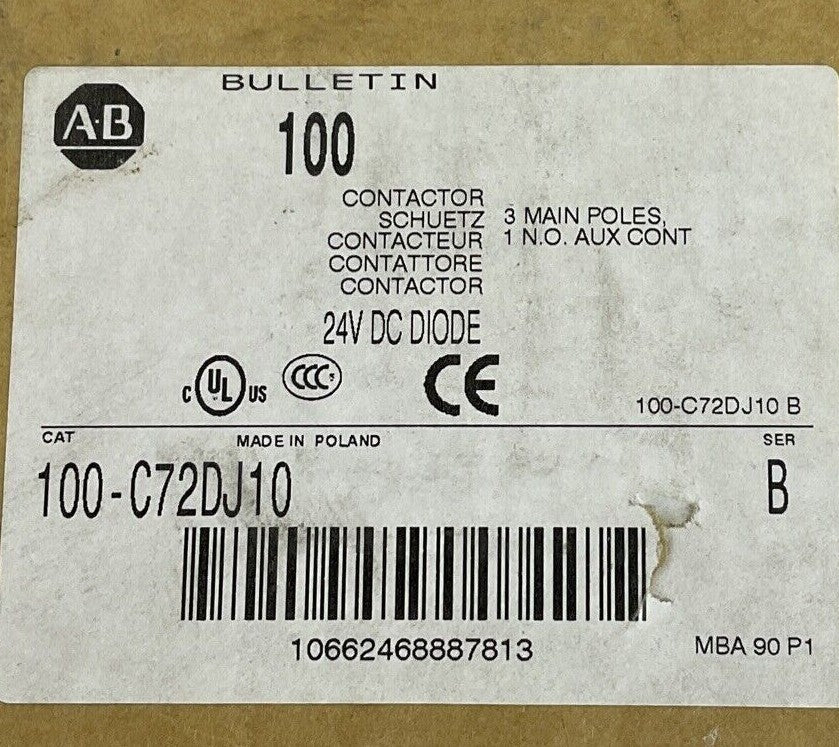 A-B
BULLETIN
100
CONTACTOR
SCHUETZ
CONTACTEUR
CONTATTORE
CONTACTOR
3 MAIN POLES,
1 N.O. AUX CONT
24V DC DIODE
C UL US
CCC S
CE
100-C72DJ10 B
CAT
MADE IN POLAND
SER
100-C72DJ10
B
10662468887813
MBA 90 P1